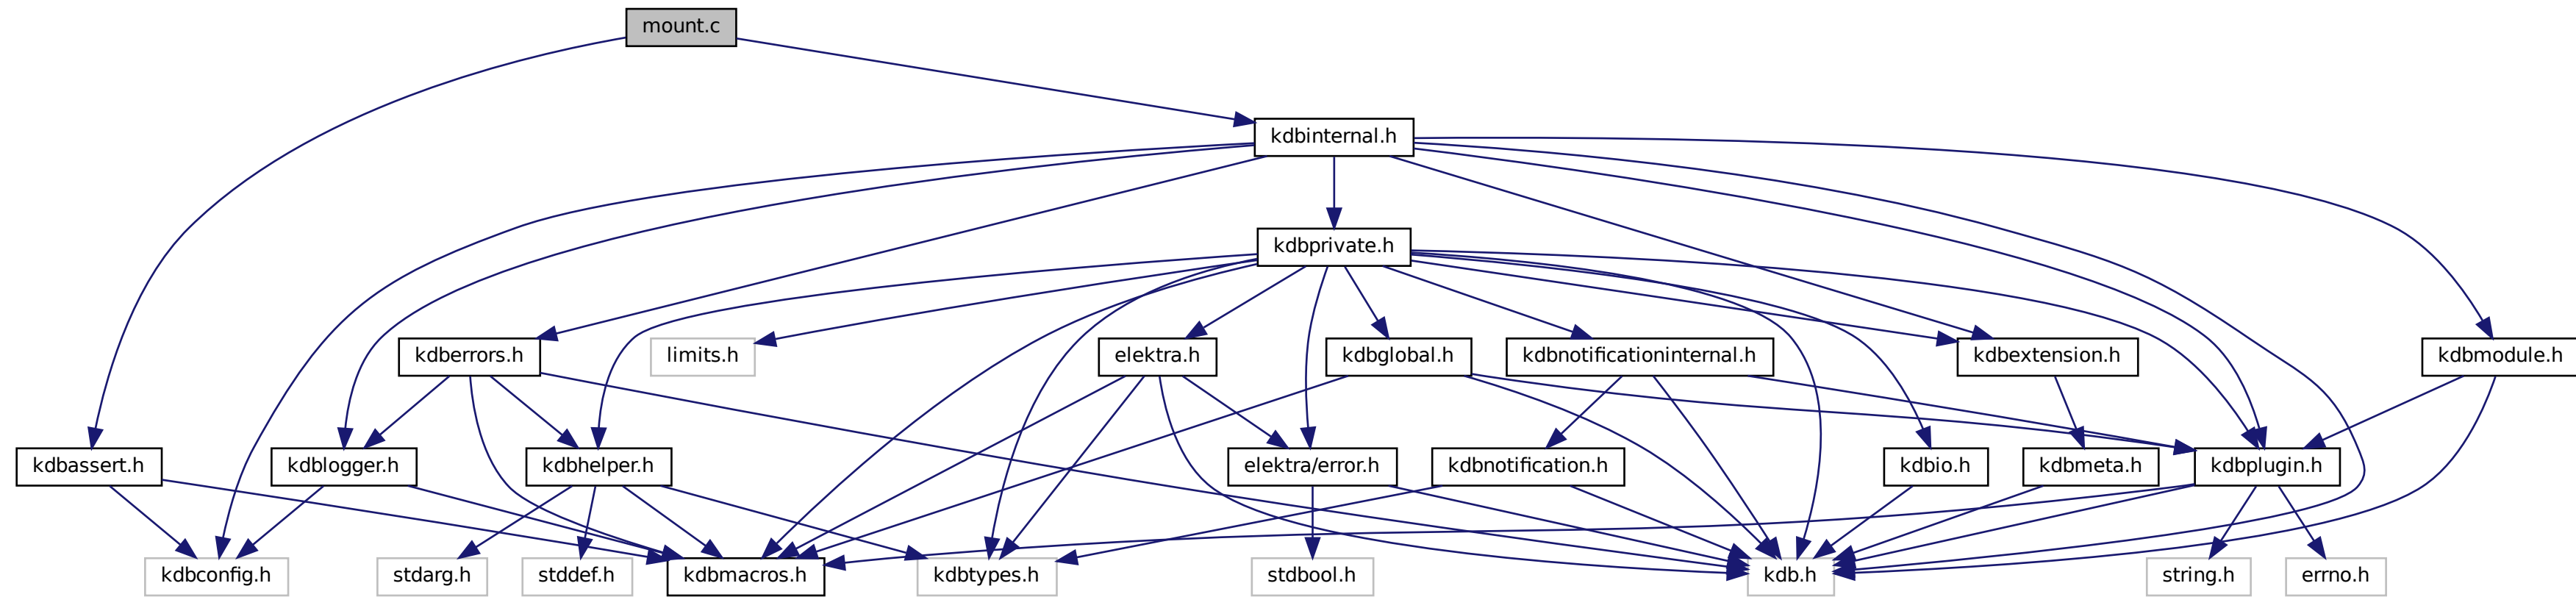 mount.c
kdbinternal.h
kdbprivate.h
kdberrors.h
limits.h
elektra.h
kdbglobal.h
kdbnotificationinternal.h
kdbextension.h
kdbmodule.h
kdbassert.h
kdblogger.h
kdbhelper.h
elektra/error.h
kdbnotification.h
kdbio.h
kdbmeta.h
kdbplugin.h
kdbconfig.h
stdarg.h
stddef.h
kdbmacros.h
kdbtypes.h
stdbool.h
kdb.h
string.h
errno.h